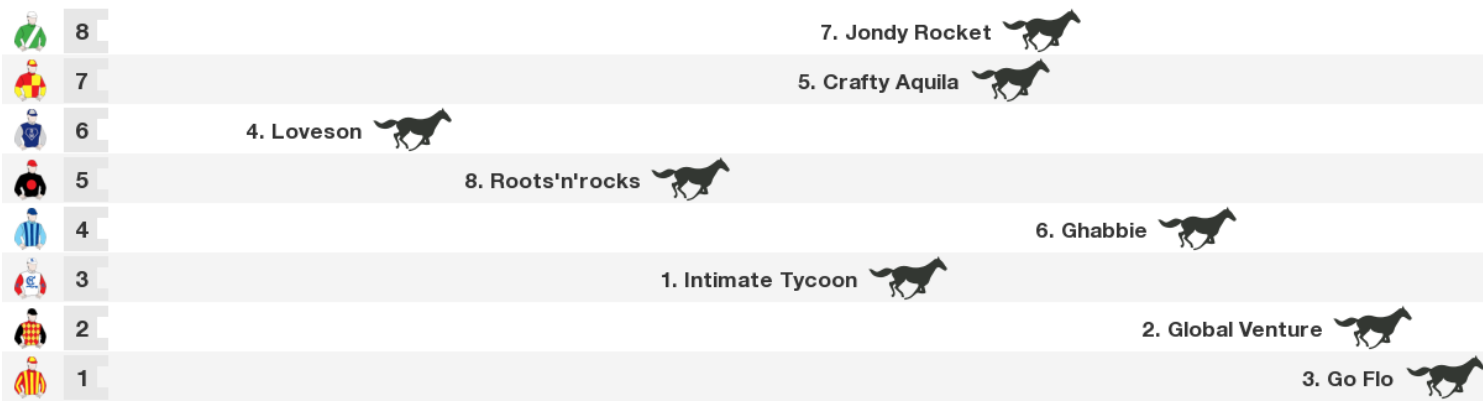 8 7. Jondy Rocket
7 5. Crafty Aquila
6 4. Loveson
5 8. Roots'n'rocks
4 6. Ghabbie
3 1. Intimate Tycoon
2 2. Global Venture
1 3. Go Flo